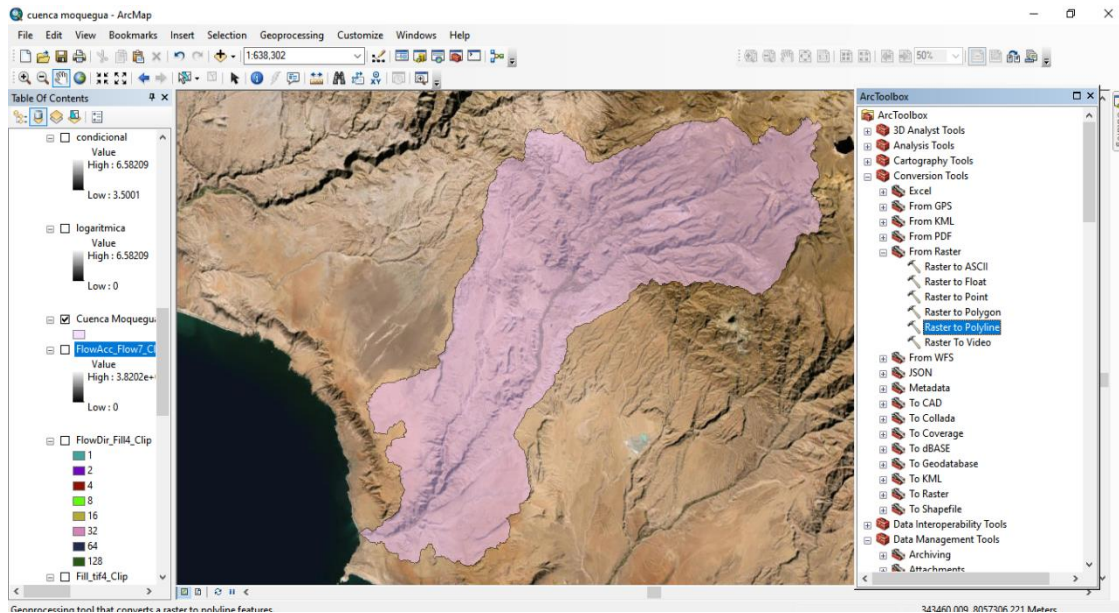 cuenca moquegua - ArcMap
File Edit View Bookmarks Insert Selection Geoprocessing Customize Windows Help
1:638,302
50%
Table Of Contents
condicional
Value
High : 6.58209
Low : 3.5001
logaritmica
Value
High : 6.58209
Low : 0
Cuenca Moquegua
FlowAcc_Flow7_Cl
Value
High : 3.8202e+
Low : 0
FlowDir_Fill4_Clip
1
2
4
8
16
32
64
128
Fill_tif4_Clip
ArcToolbox
ArcToolbox
3D Analyst Tools
Analysis Tools
Cartography Tools
Conversion Tools
Excel
From GPS
From KML
From PDF
From Raster
Raster to ASCII
Raster to Float
Raster to Point
Raster to Polygon
Raster to Polyline
Raster To Video
From WFS
JSON
Metadata
To CAD
To Collada
To Coverage
To dBASE
To Geodatabase
To KML
To Raster
To Shapefile
Data Interoperability Tools
Data Management Tools
Archiving
Attachments
Geoprocessing tool that converts a raster to polyline features.
343460.009 8057306.221 Meters